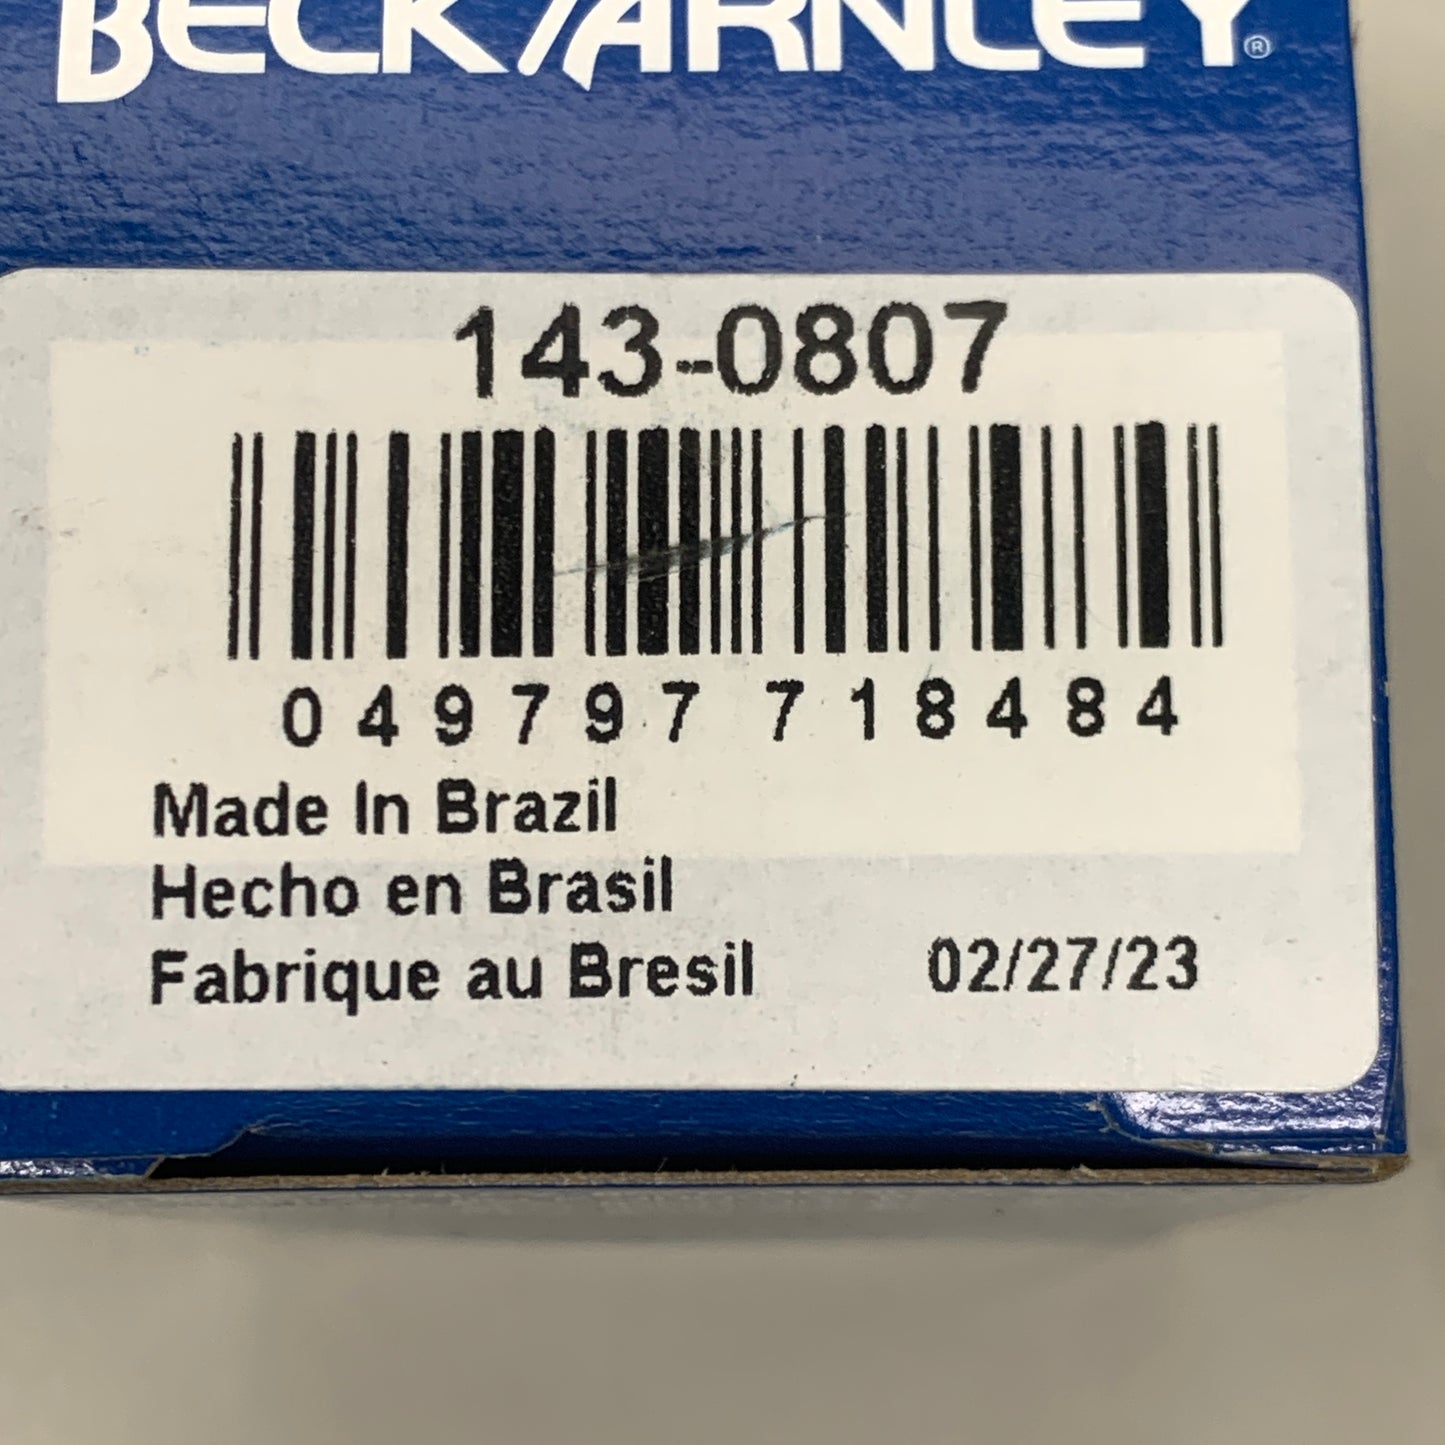 BECK/ARNLEY®
143-0807
0 49797 71848 4
Made In Brazil
Hecho en Brasil
Fabrique au Bresil 02/27/23